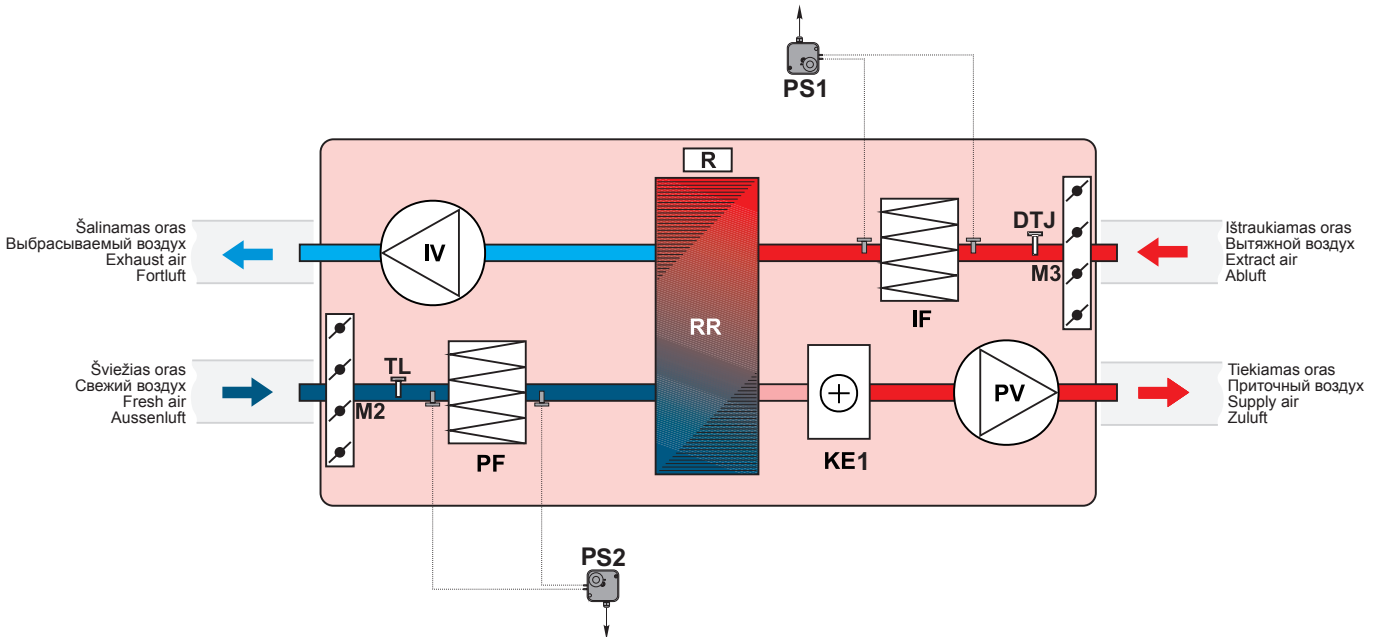 PS1
R
Šalinamas oras
Выбрасываемый воздух
Exhaust air
Fortluft
IV
DTJ
M3
IF
Ištraukiamas oras
Вытяжной воздух
Extract air
Abluft
RR
Šviežias oras
Свежий воздух
Fresh air
Aussenluft
TL
M2
PF
KE1
PV
Tiekiamas oras
Приточный воздух
Supply air
Zuluft
PS2